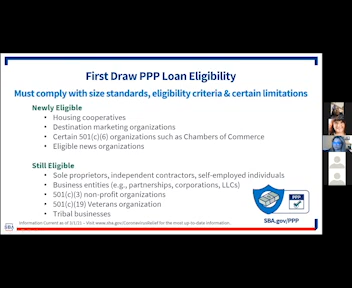 First Draw PPP Loan Eligibility
Must comply with size standards, eligibility criteria & certain limitations
Newly Eligible
• Housing cooperatives
• Destination marketing organizations
• Certain 501(c)(6) organizations such as Chambers of Commerce
• Eligible news organizations
Still Eligible
• Sole proprietors, independent contractors, self-employed individuals
• Business entities (e.g., partnerships, corporations, LLCs)
• 501(c)(3) non-profit organizations
• 501(c)(19) Veterans organization
• Tribal businesses
PPP
SBA.gov/PPP
SBA
Information Current as of 3/1/21 – Visit www.sba.gov/coronavirusrelief for the most up-to-date information.